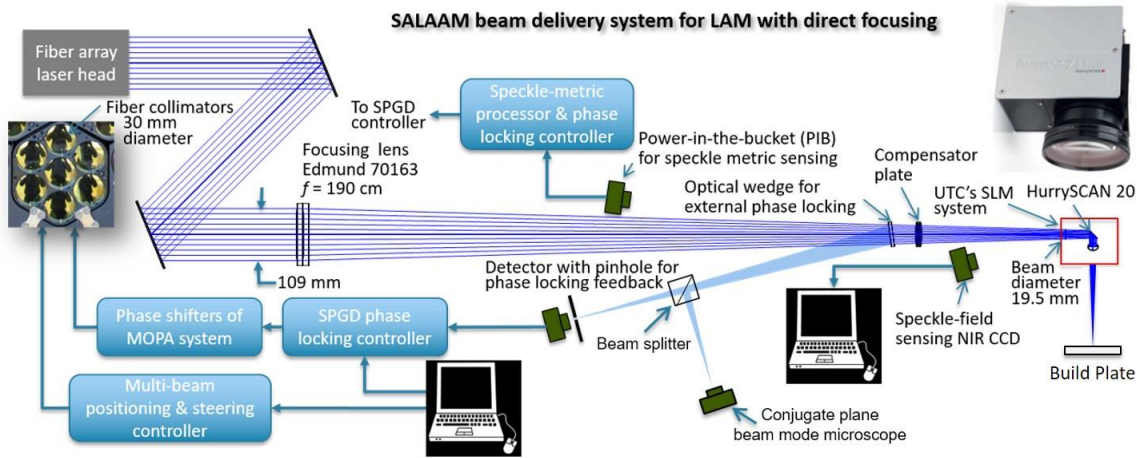 SALAAM beam delivery system for LAM with direct focusing
Fiber array
laser head
Fiber collimators
30 mm
diameter
To SPGD
controller
Speckle-metric
processor & phase
locking controller
Focusing lens
Edmund 70163
f = 190 cm
Power-in-the-bucket (PIB)
for speckle metric sensing
Optical wedge for
external phase locking
Compensator
plate
UTC's SLM
system
HurrySCAN 20
109 mm
Detector with pinhole for
phase locking feedback
Beam
diameter
19.5 mm
Phase shifters of
MOPA system
SPGD phase
locking controller
Beam splitter
Speckle-field
sensing NIR CCD
Build Plate
Multi-beam
positioning & steering
controller
Conjugate plane
beam mode microscope